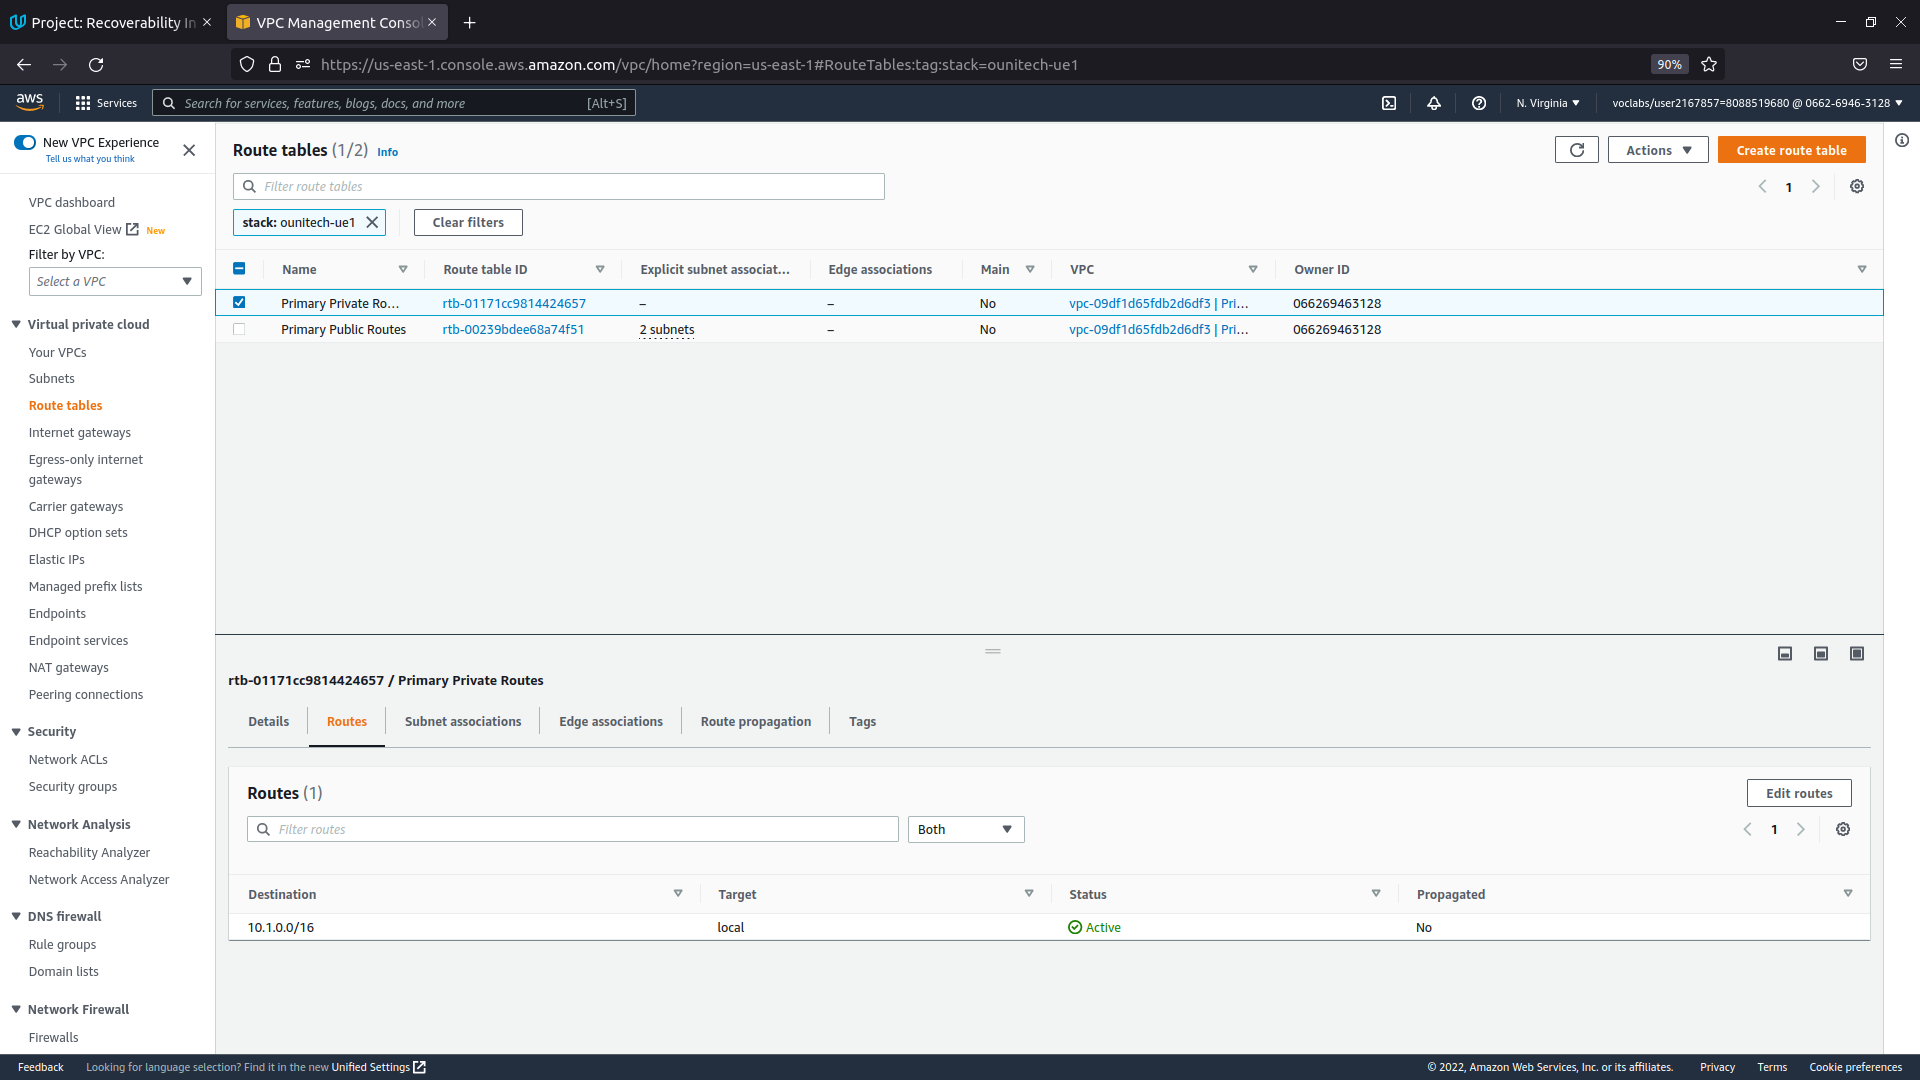 Project: Recoverability In
VPC Management Consol
https://us-east-1.console.aws.amazon.com/vpc/home?region=us-east-1#RouteTables:tag:stack=ounitech-ue1
90%
aws
Services
Search for services, features, blogs, docs, and more
[Alt+S]
N. Virginia
voclabs/user2167857=8088519680 @ 0662-6946-3128
New VPC Experience
Tell us what you think
VPC dashboard
EC2 Global View New
Filter by VPC:
Select a VPC
Virtual private cloud
Your VPCs
Subnets
Route tables
Internet gateways
Egress-only internet
gateways
Carrier gateways
DHCP option sets
Elastic IPs
Managed prefix lists
Endpoints
Endpoint services
NAT gateways
Peering connections
Security
Network ACLs
Security groups
Network Analysis
Reachability Analyzer
Network Access Analyzer
DNS firewall
Rule groups
Domain lists
Network Firewall
Firewalls
Route tables (1/2) Info
Actions
Create route table
Filter route tables
1
stack: ounitech-ue1
Clear filters
Name Route table ID Explicit subnet associat... Edge associations Main VPC Owner ID
Primary Private Ro... rtb-01171cc9814424657 – – No vpc-09df1d65fdb2d6df3 | Pri... 066269463128
Primary Public Routes rtb-00239bdee68a74f51 2 subnets – No vpc-09df1d65fdb2d6df3 | Pri... 066269463128
rtb-01171cc9814424657 / Primary Private Routes
Details Routes Subnet associations Edge associations Route propagation Tags
Routes (1)
Edit routes
Filter routes
Both
1
Destination Target Status Propagated
10.1.0.0/16 local Active No
Feedback
Looking for language selection? Find it in the new Unified Settings
© 2022, Amazon Web Services, Inc. or its affiliates.
Privacy
Terms
Cookie preferences